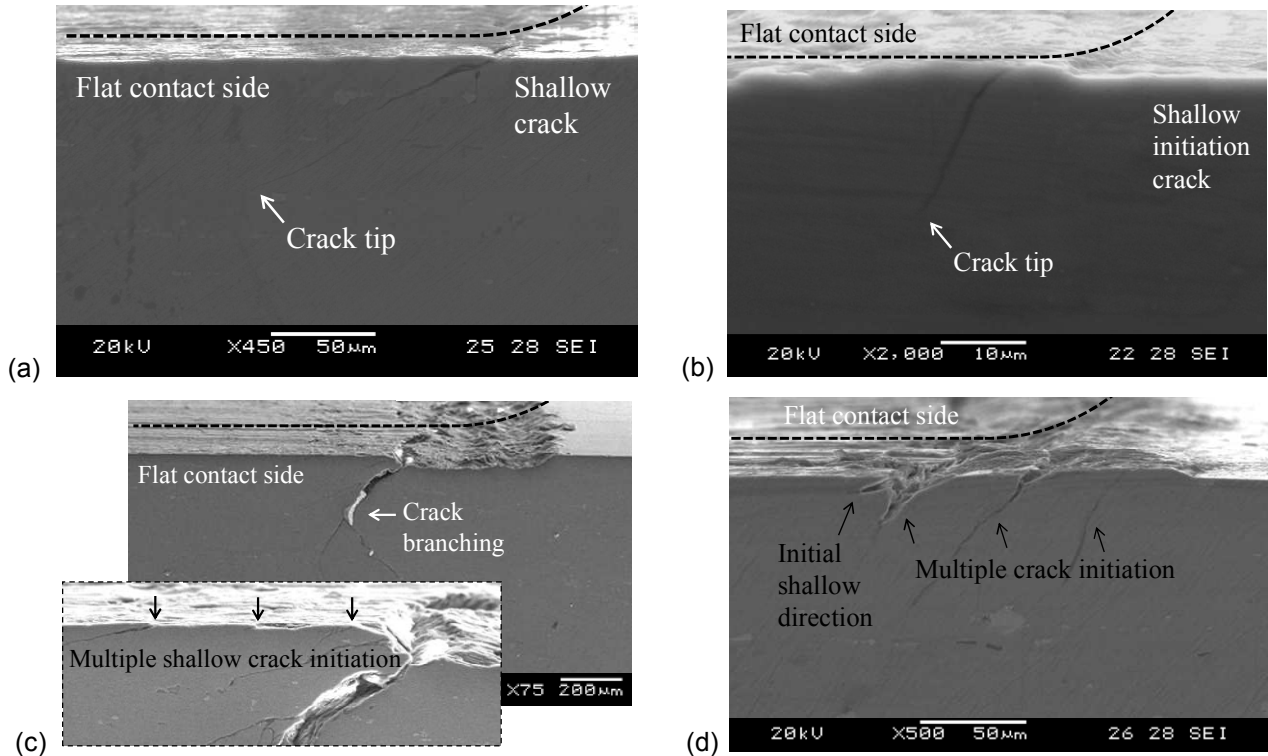 Flat contact side
Shallow
crack
Crack tip
20kV X450 50µm 25 28 SEI
(a)
Flat contact side
Shallow
initiation
crack
Crack tip
20kV X2,000 10µm 22 28 SEI
(b)
Flat contact side
Crack
branching
Multiple shallow crack initiation
X75 200µm
(c)
Flat contact side
Initial
shallow
direction
Multiple crack initiation
20kV X500 50µm 26 28 SEI
(d)